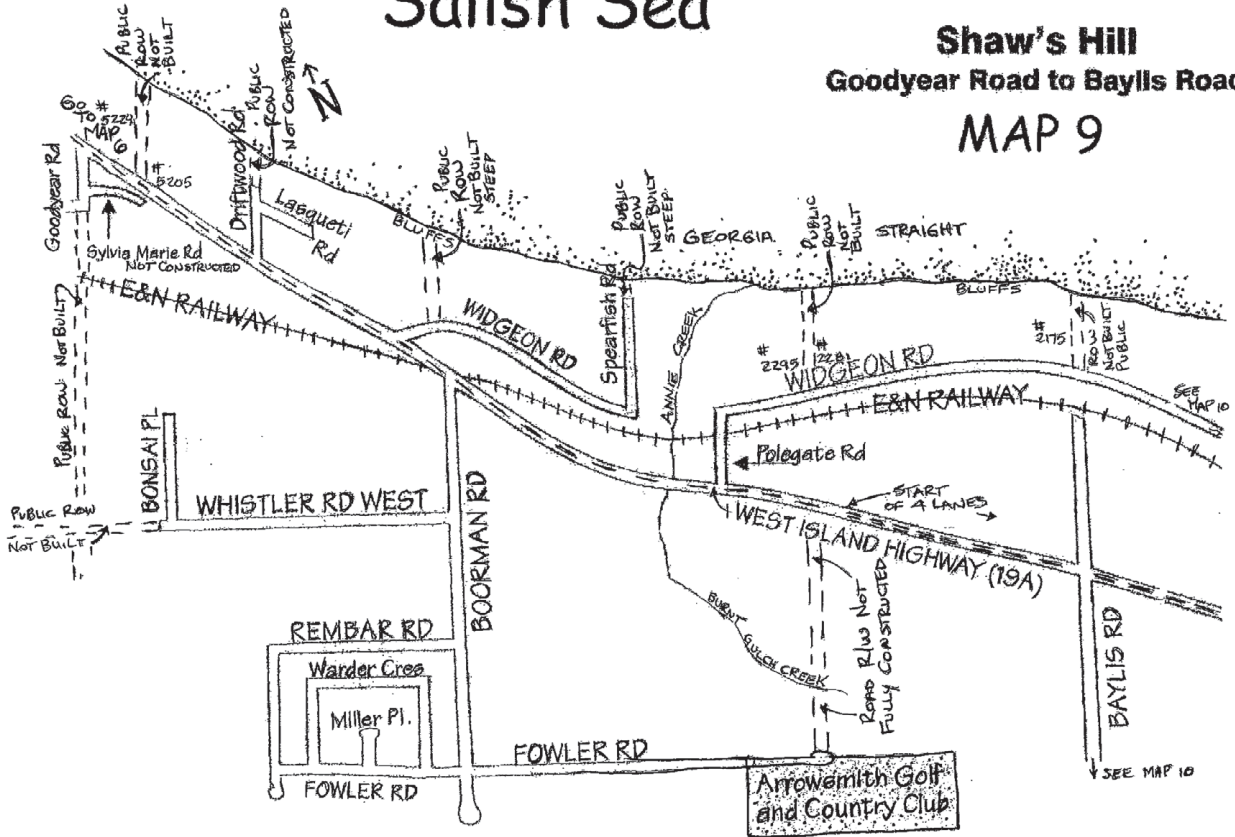 Salish Sea
Shaw's Hill
Goodyear Road to Baylis Road
MAP 9
PUBLIC
ROW
NOT
BUILT
PUBLIC
ROW
NOT CONSTRUCTED
N
GO TO
MAP
6
# 5205
Goodyear Rd
Driftwood Rd
Lasqueti
Rd
Sylvia Marie Rd
NOT CONSTRUCTED
PUBLIC ROW NOT BUILT
E&N RAILWAY
PUBLIC
ROW
NOT BUILT
STEEP
BLUFFS
WIDGEON RD
Spearfish Rd
PUBLIC
ROW
NOT BUILT
STEEP
GEORGIA STRAIGHT
PUBLIC
ROW
NOT
BUILT
BLUFFS
ANNIE CREEK
# 2295
# 2281
WIDGEON RD
# 2175
ROW
NOT BUILT
PUBLIC
SEE
MAP 10
E&N RAILWAY
Polegate Rd
START
OF 4 LANES
WEST ISLAND HIGHWAY (19A)
BONSAI PL
WHISTLER RD WEST
PUBLIC ROW
NOT BUILT
BOORMAN RD
BURNT GULCH CREEK
ROAD R/W NOT
FULLY CONSTRUCTED
BAYLIS RD
SEE MAP 10
REMBAR RD
Warder Cres
Miller Pl.
FOWLER RD
FOWLER RD
Arrowsmith Golf
and Country Club